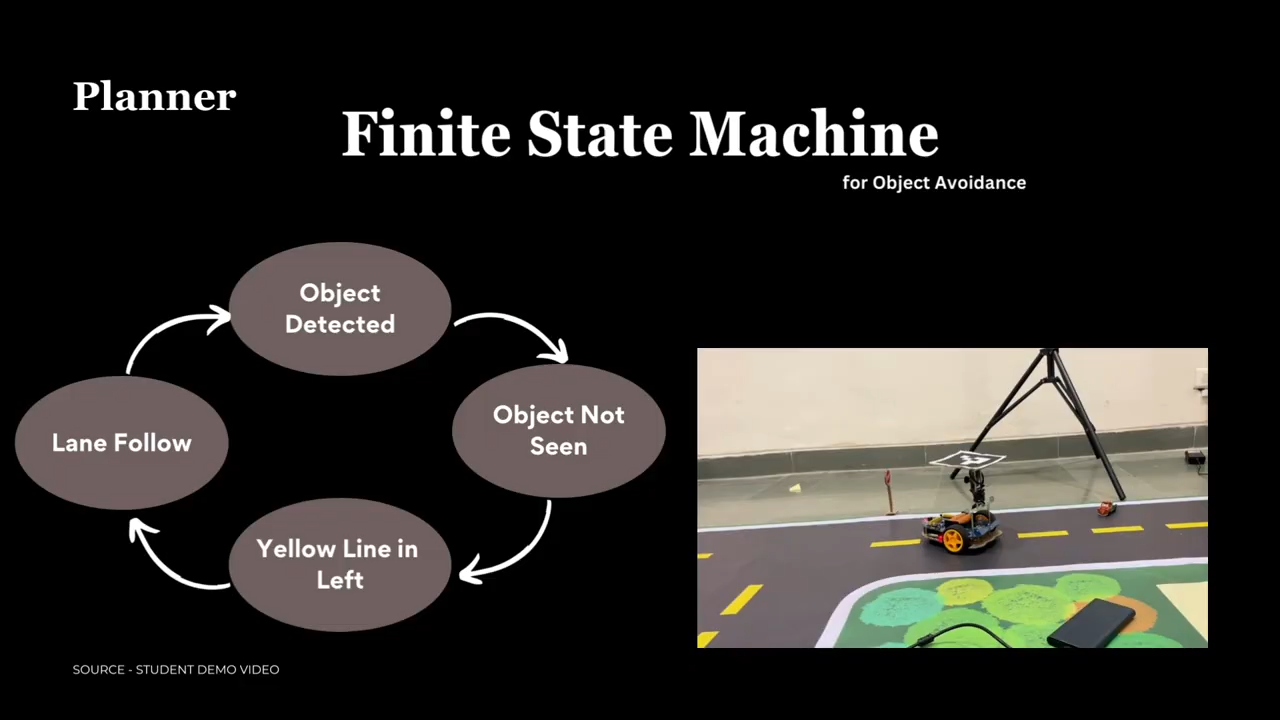 Planner
Finite State Machine
for Object Avoidance
Object
Detected
Object Not
Seen
Lane Follow
Yellow Line in
Left
SOURCE - STUDENT DEMO VIDEO